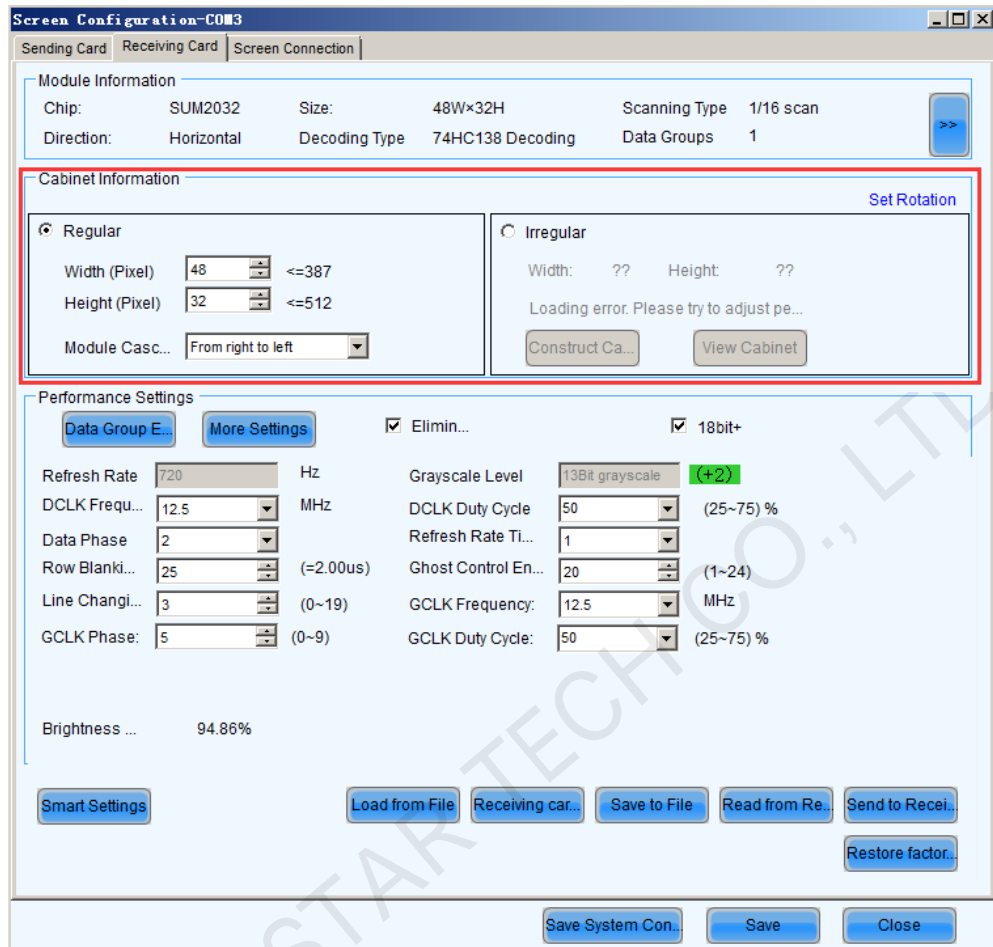 Screen Configuration-COM3
Sending Card Receiving Card Screen Connection
Module Information
Chip: SUM2032 Size: 48W×32H Scanning Type 1/16 scan
>>
Direction: Horizontal Decoding Type 74HC138 Decoding Data Groups 1
Cabinet Information
Set Rotation
Regular Irregular
Width (Pixel) 48 <=387 Width: ?? Height: ??
Height (Pixel) 32 <=512 Loading error. Please try to adjust pe...
Module Casc... From right to left Construct Ca... View Cabinet
Performance Settings
Data Group E... More Settings Elimin... 18bit+
Refresh Rate 720 Hz Grayscale Level 13Bit grayscale (+2)
DCLK Frequ... 12.5 MHz DCLK Duty Cycle 50 (25~75) %
Data Phase 2 Refresh Rate Ti... 1
Row Blanki... 25 (=2.00us) Ghost Control En... 20 (1~24)
Line Changi... 3 (0~19) GCLK Frequency: 12.5 MHz
GCLK Phase: 5 (0~9) GCLK Duty Cycle: 50 (25~75) %
Brightness ... 94.86%
Smart Settings Load from File Receiving car... Save to File Read from Re... Send to Recei...
Restore factor...
Save System Con... Save Close
STARTECH CO., LTD